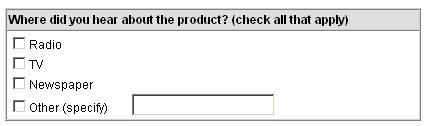 Where did you hear about the product? (check all that apply)
Radio
TV
Newspaper
Other (specify)